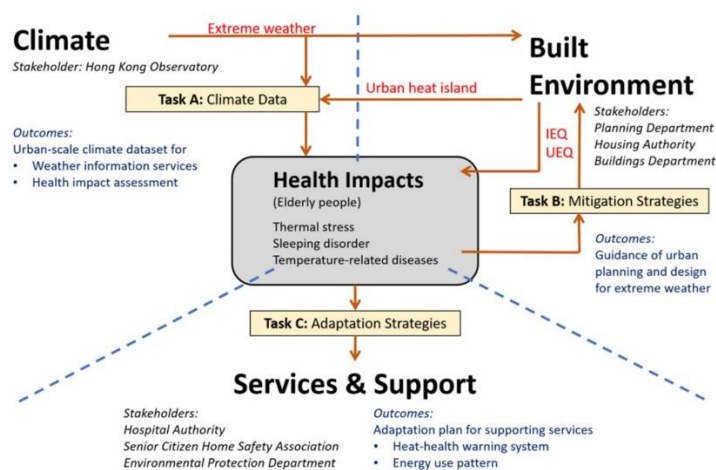 Climate
Stakeholder: Hong Kong Observatory
Extreme weather
Built
Environment
Stakeholders:
Planning Department
Housing Authority
Buildings Department
Task A: Climate Data
Urban heat island
IEQ
UEQ
Outcomes:
Urban-scale climate dataset for
• Weather information services
• Health impact assessment
Health Impacts
(Elderly people)
Thermal stress
Sleeping disorder
Temperature-related diseases
Task B: Mitigation Strategies
Outcomes:
Guidance of urban
planning and design
for extreme weather
Task C: Adaptation Strategies
Services & Support
Stakeholders:
Hospital Authority
Senior Citizen Home Safety Association
Environmental Protection Department
Outcomes:
Adaptation plan for supporting services
• Heat-health warning system
• Energy use pattern